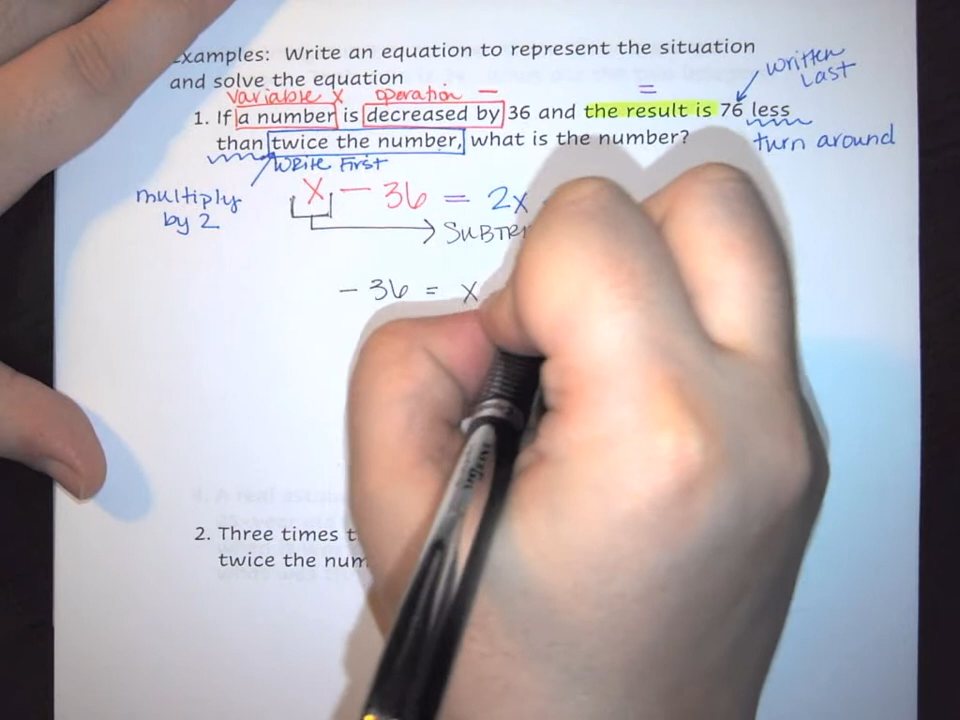 xamples: Write an equation to represent the situation
and solve the equation
variable x operation −
=
written
last
1. If a number is decreased by 36 and the result is 76 less
than twice the number, what is the number?
turn around
write first
multiply
by 2
x − 36 = 2x
− 36 = x
2. Three times t
twice the num